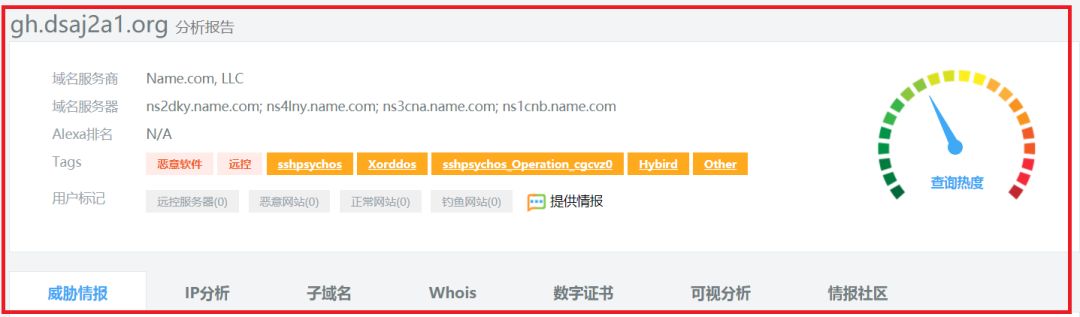 gh.dsaj2a1.org 分析报告
域名服务商 Name.com, LLC
域名服务器 ns2dky.name.com; ns4lny.name.com; ns3cna.name.com; ns1cnb.name.com
Alexa排名 N/A
Tags 恶意软件 远控 sshpsychos Xorddos sshpsychos_Operation_cgcvz0 Hybird Other
用户标记 远控服务器(0) 恶意网站(0) 正常网站(0) 钓鱼网站(0) 提供情报
查询热度
威胁情报 IP分析 子域名 Whois 数字证书 可视分析 情报社区